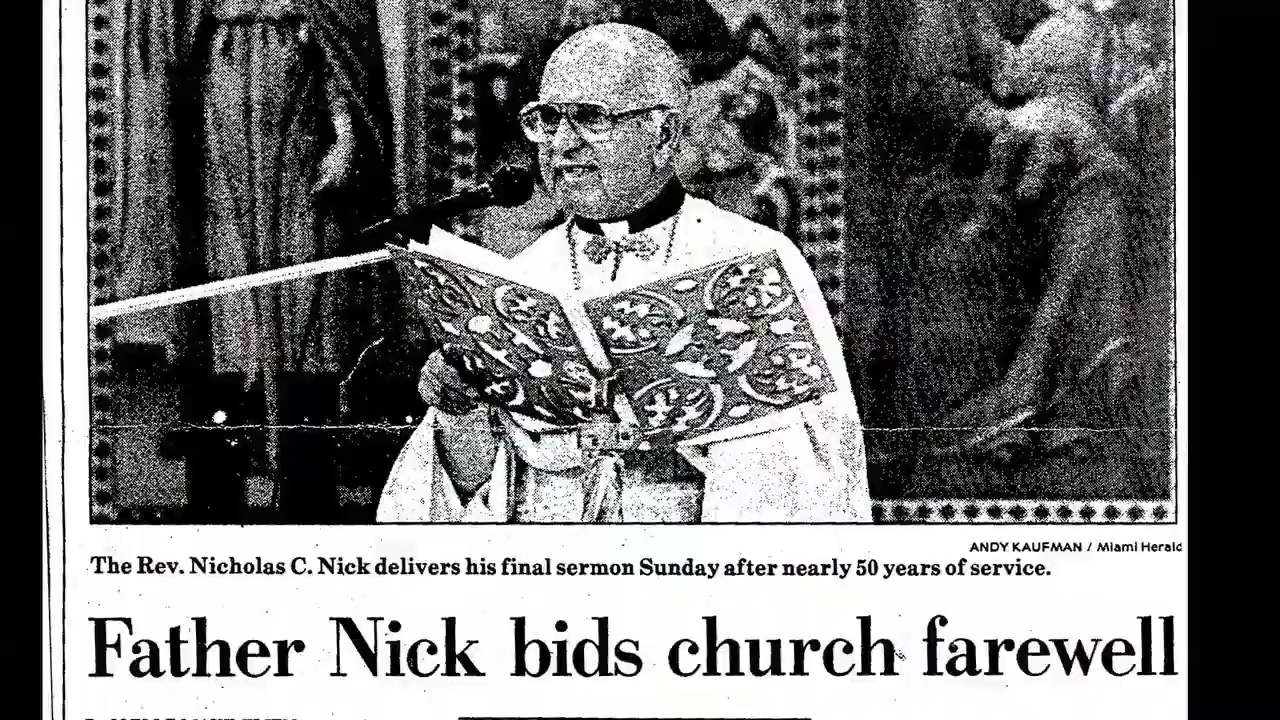 ANDY KAUFMAN / Miami Herald
The Rev. Nicholas C. Nick delivers his final sermon Sunday after nearly 50 years of service.
Father Nick bids church farewell